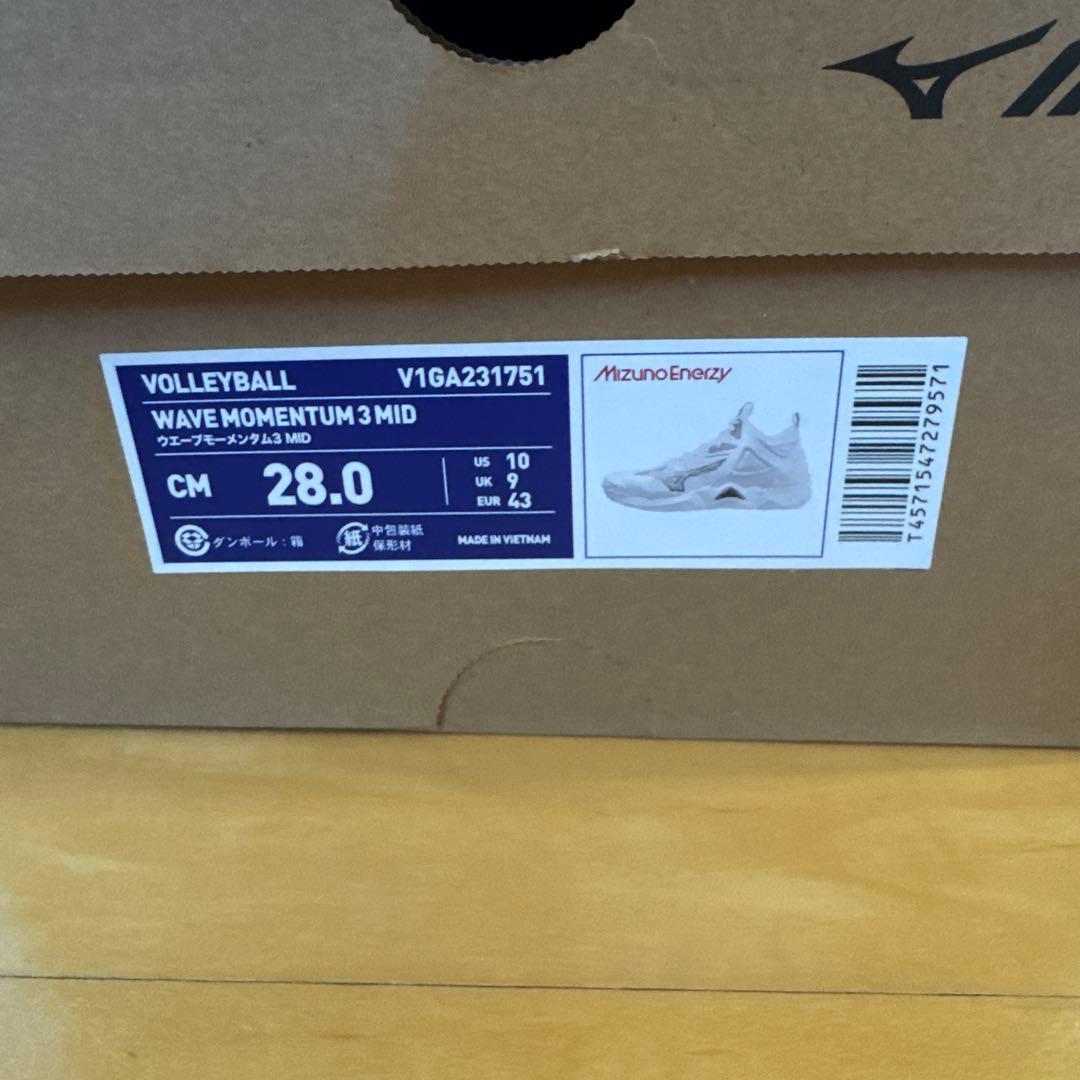 VOLLEYBALL V1GA231751
WAVE MOMENTUM 3 MID
ウエーブモーメンタム3 MID
CM 28.0
US 10
UK 9
EUR 43
ダンボール：箱
紙 中包装紙
保形材
MADE IN VIETNAM
Mizuno Enerzy
T4571547279571